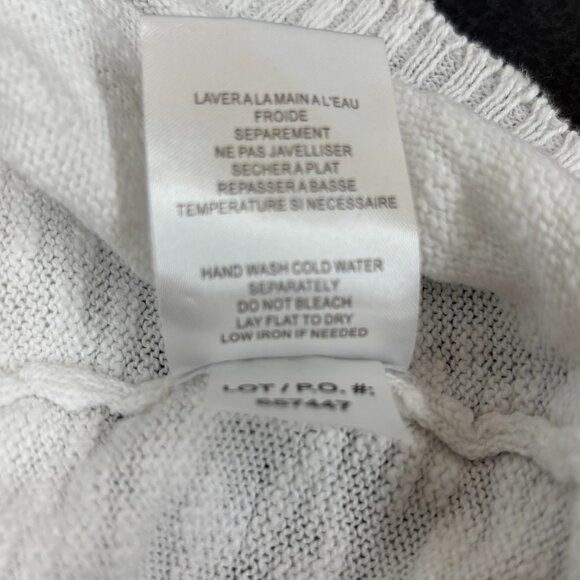 LAVER A LA MAIN A L'EAU
FROIDE
SEPAREMENT
NE PAS JAVELLISER
SECHER A PLAT
REPASSER A BASSE
TEMPERATURE SI NECESSAIRE
HAND WASH COLD WATER
SEPARATELY
DO NOT BLEACH
LAY FLAT TO DRY
LOW IRON IF NEEDED
LOT / P.O. #: